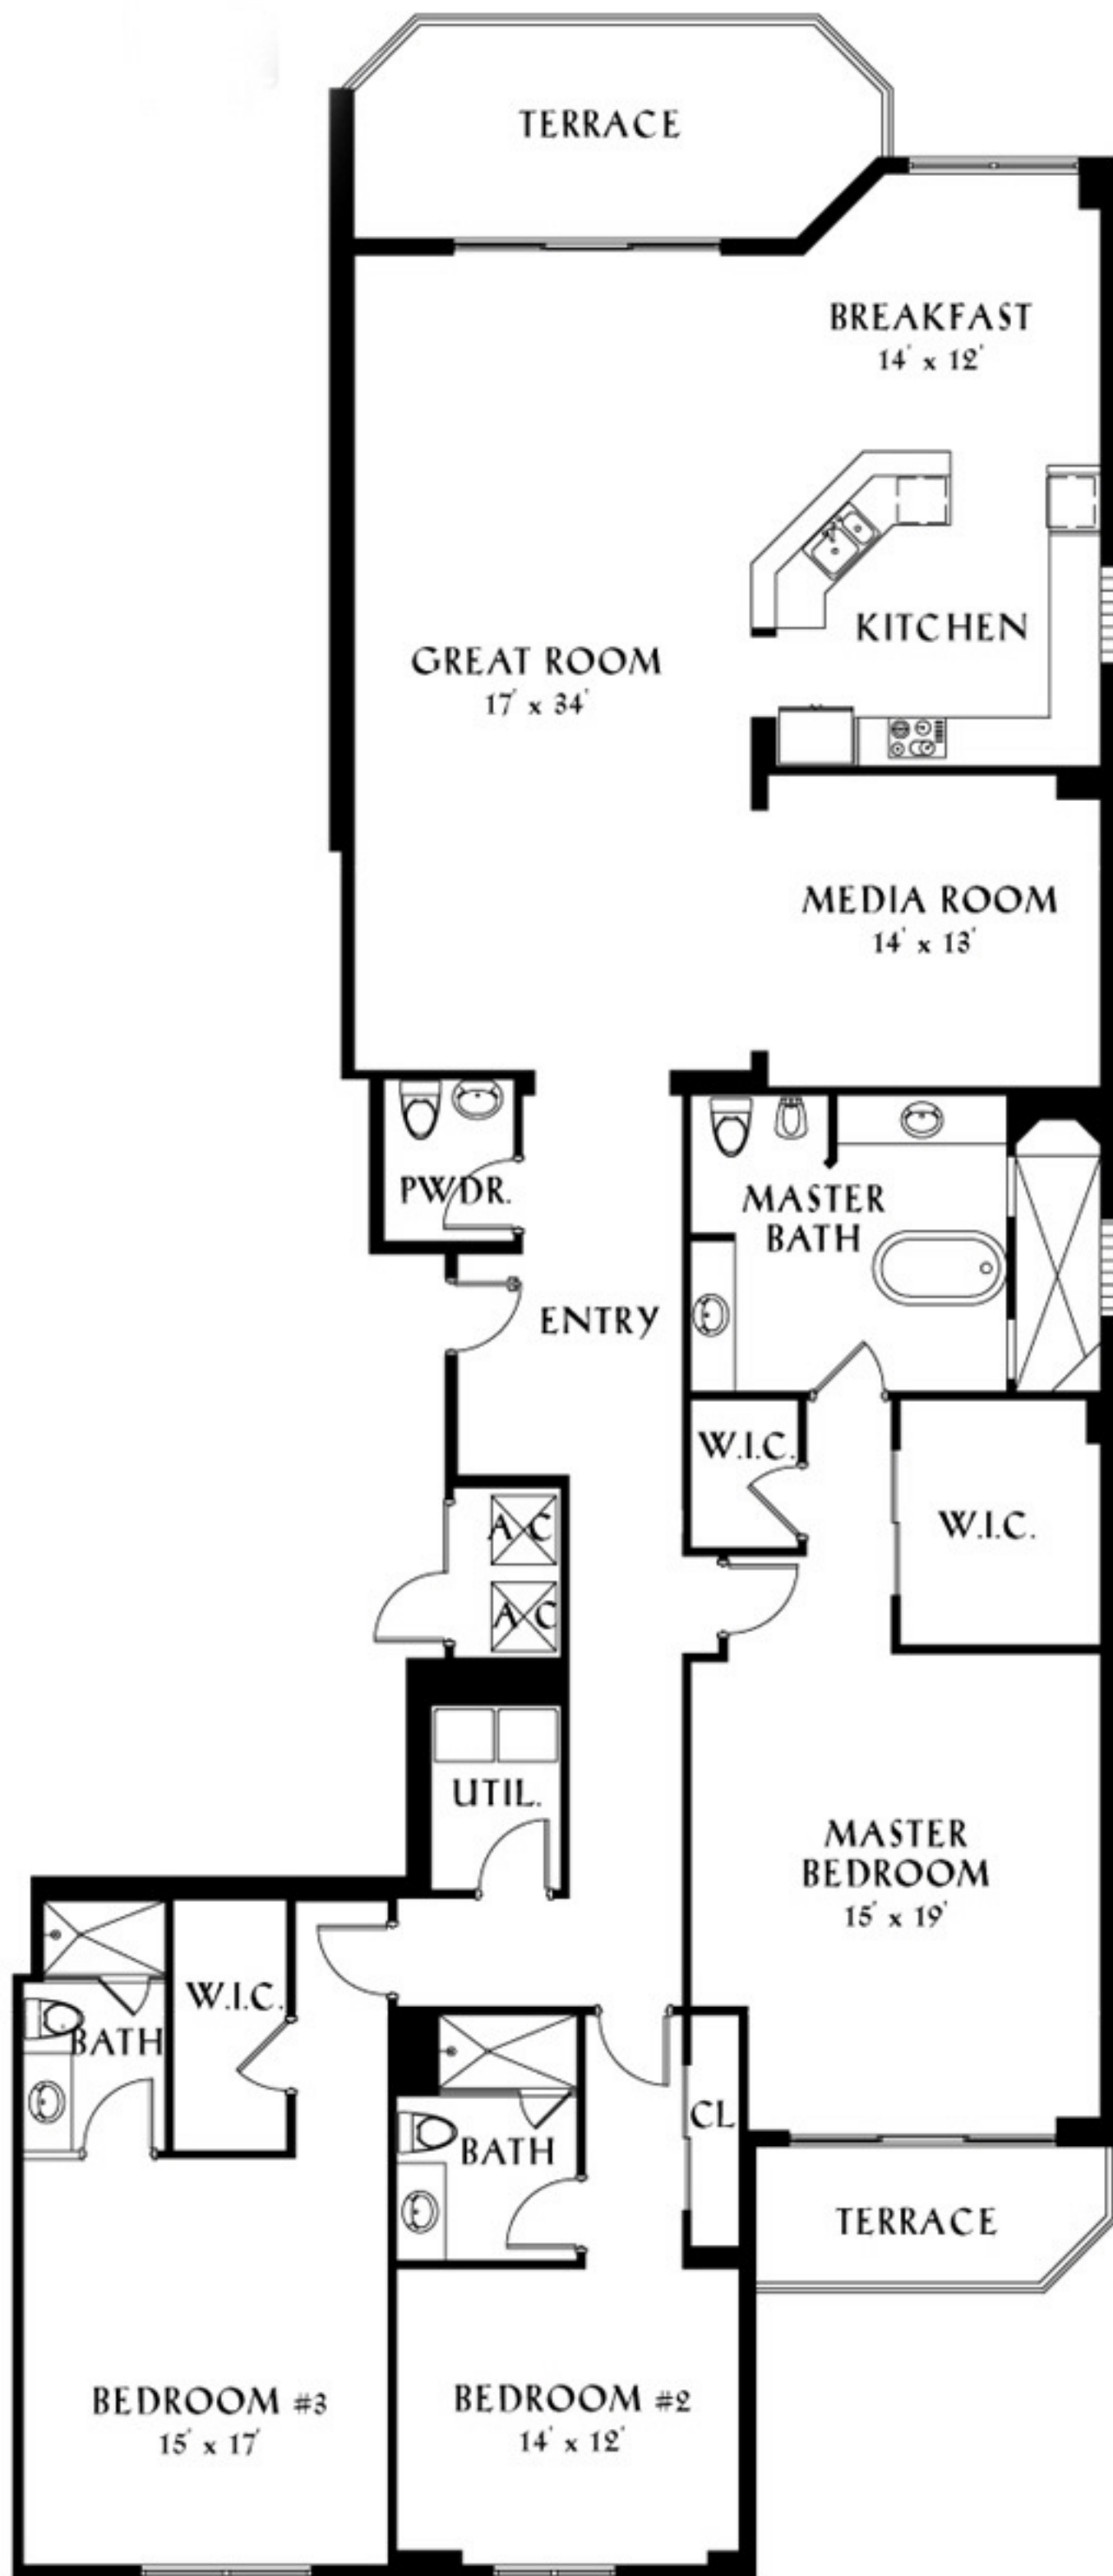 TERRACE
BREAKFAST
14' x 12'
KITCHEN
GREAT ROOM
17' x 34'
MEDIA ROOM
14' x 13'
PWDR.
MASTER
BATH
ENTRY
W.I.C.
W.I.C.
A C
A C
UTIL.
MASTER
BEDROOM
15' x 19'
W.I.C.
BATH
CL
BATH
TERRACE
BEDROOM #3
15' x 17'
BEDROOM #2
14' x 12'